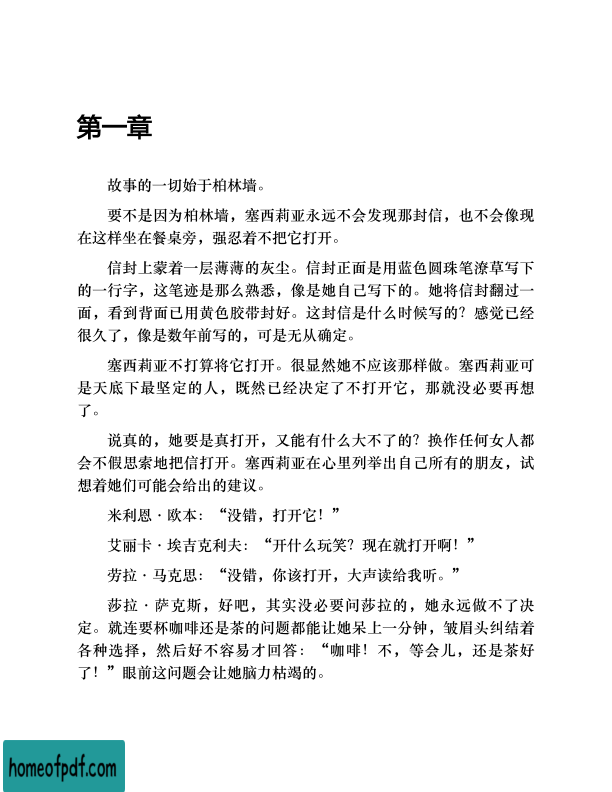 第一章
故事的一切始于柏林墙。
要不是因为柏林墙，塞西莉亚永远不会发现那封信，也不会像现
在这样坐在餐桌旁，强忍着不把它打开。
信封上蒙着一层薄薄的灰尘。信封正面是用蓝色圆珠笔潦草写下
的一行字，这笔迹是那么熟悉，像是她自己写下的。她将信封翻过一
面，看到背面已用黄色胶带封好。这封信是什么时候写的？感觉已经
很久了，像是数年前写的，可是无从确定。
塞西莉亚不打算将它打开。很显然她不应该那样做。塞西莉亚可
是天底下最坚定的人，既然已经决定了不打开它，那就没必要再想
了。
说真的，她要是真打开，又能有什么大不了的？换作任何女人都
会不假思索地把信打开。塞西莉亚在心里列举出自己所有的朋友，试
想着她们可能会给出的建议。
米利恩·欧本：“没错，打开它！”
艾丽卡·埃吉克利夫：“开什么玩笑？现在就打开啊！”
劳拉·马克思：“没错，你该打开，大声读给我听。”
莎拉·萨克斯，好吧，其实没必要问莎拉的，她永远做不了决
定。就连要杯咖啡还是茶的问题都能让她呆上一分钟，皱眉头纠结着
各种选择，然后好不容易才回答：“咖啡！不，等会儿，还是茶好
了！”眼前这问题会让她脑力枯竭的。
homeofpdf.com